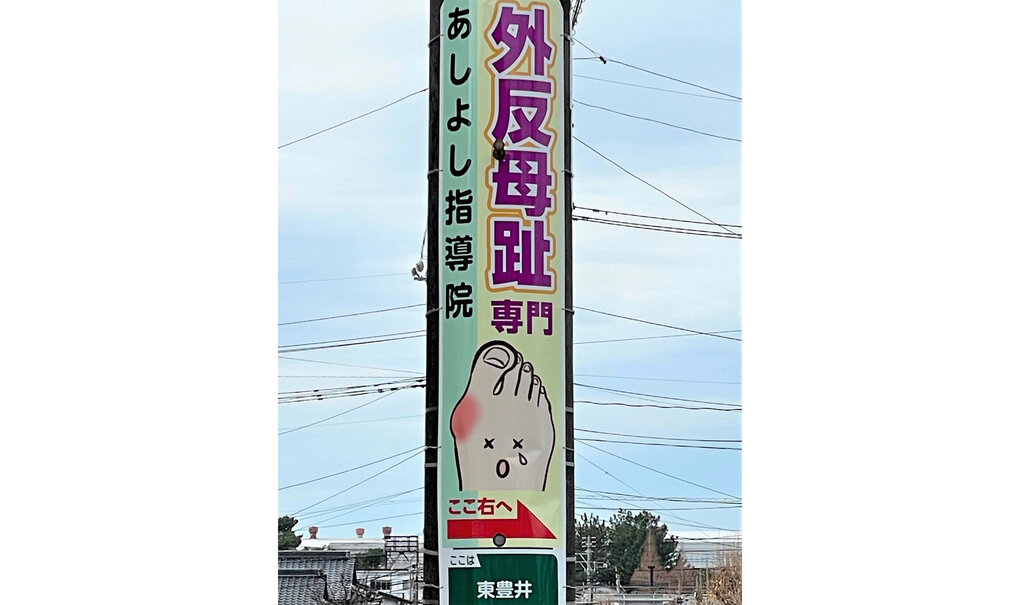 外反母趾
専門
あしよし指導院
ここ右へ
ここは
東豊井